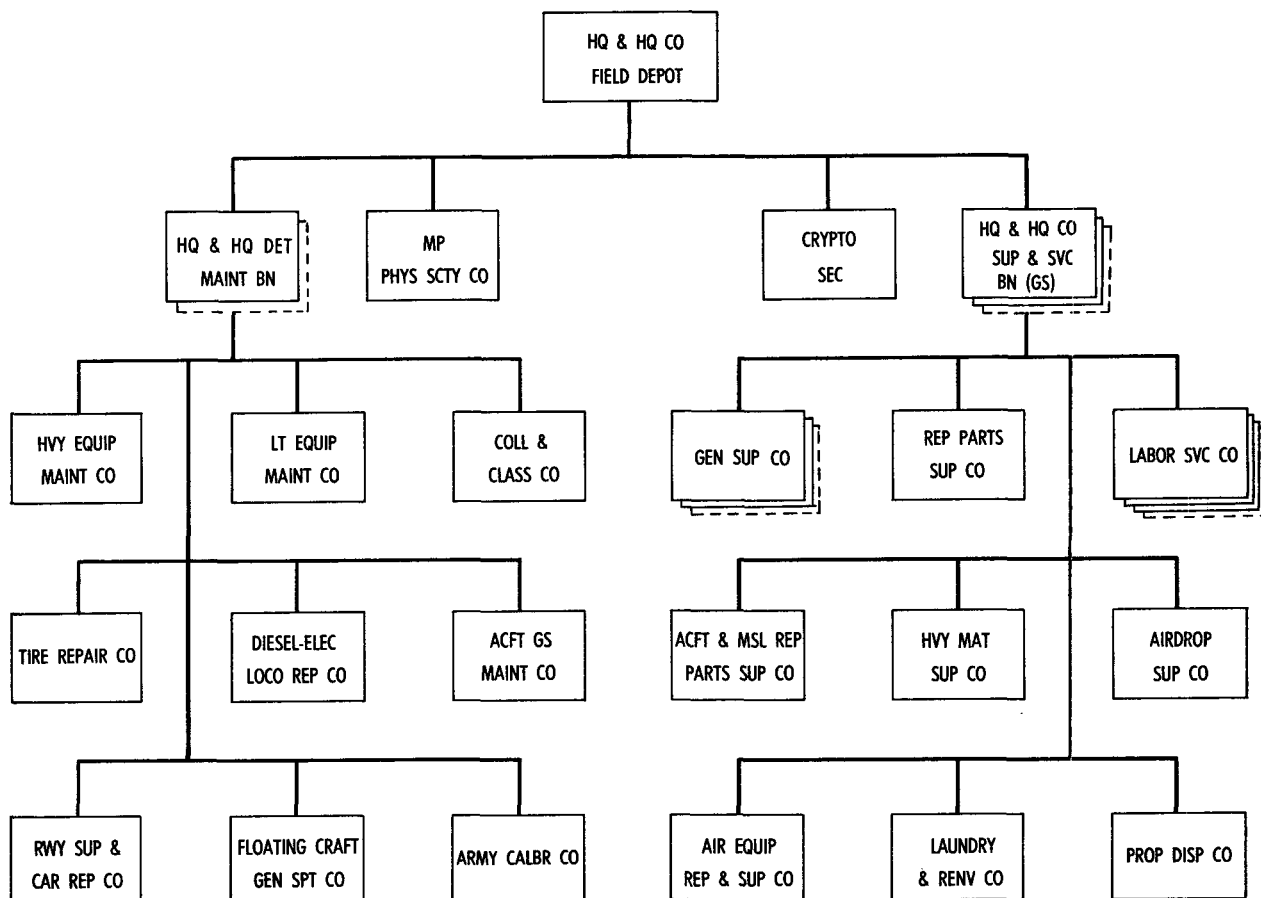 HQ & HQ CO
FIELD DEPOT
HQ & HQ DET
MAINT BN
MP
PHYS SCTY CO
CRYPTO
SEC
HQ & HQ CO
SUP & SVC
BN (GS)
HVY EQUIP
MAINT CO
LT EQUIP
MAINT CO
COLL &
CLASS CO
GEN SUP CO
REP PARTS
SUP CO
LABOR SVC CO
TIRE REPAIR CO
DIESEL-ELEC
LOCO REP CO
ACFT GS
MAINT CO
ACFT & MSL REP
PARTS SUP CO
HVY MAT
SUP CO
AIRDROP
SUP CO
RWY SUP &
CAR REP CO
FLOATING CRAFT
GEN SPT CO
ARMY CALBR CO
AIR EQUIP
REP & SUP CO
LAUNDRY
& RENV CO
PROP DISP CO